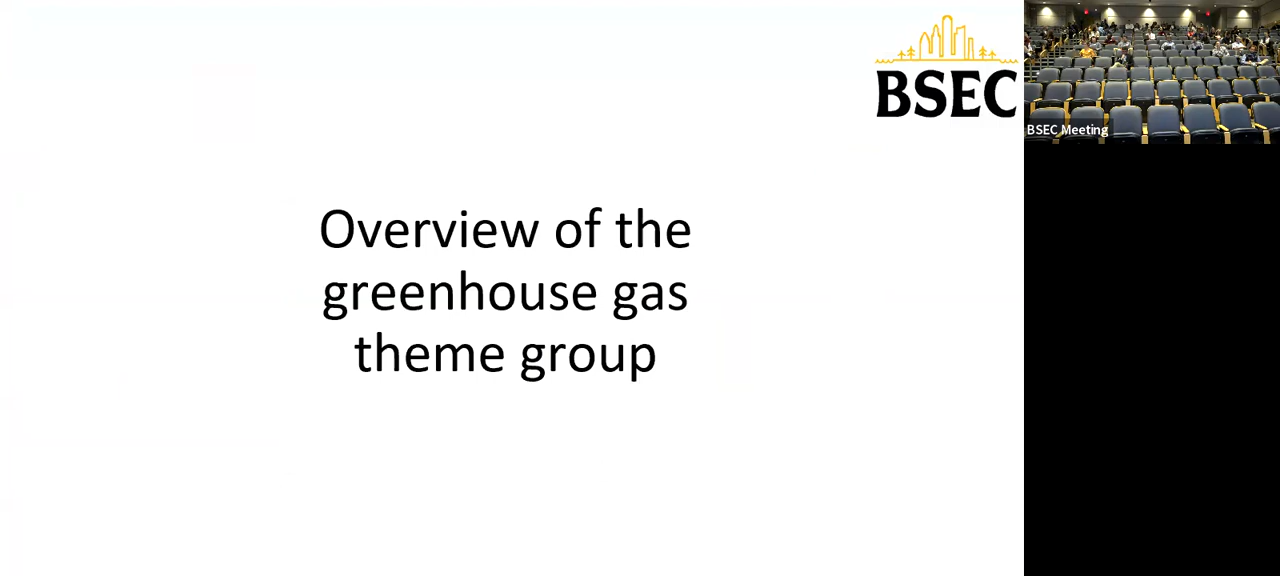 BSEC
BSEC Meeting
Overview of the
greenhouse gas
theme group